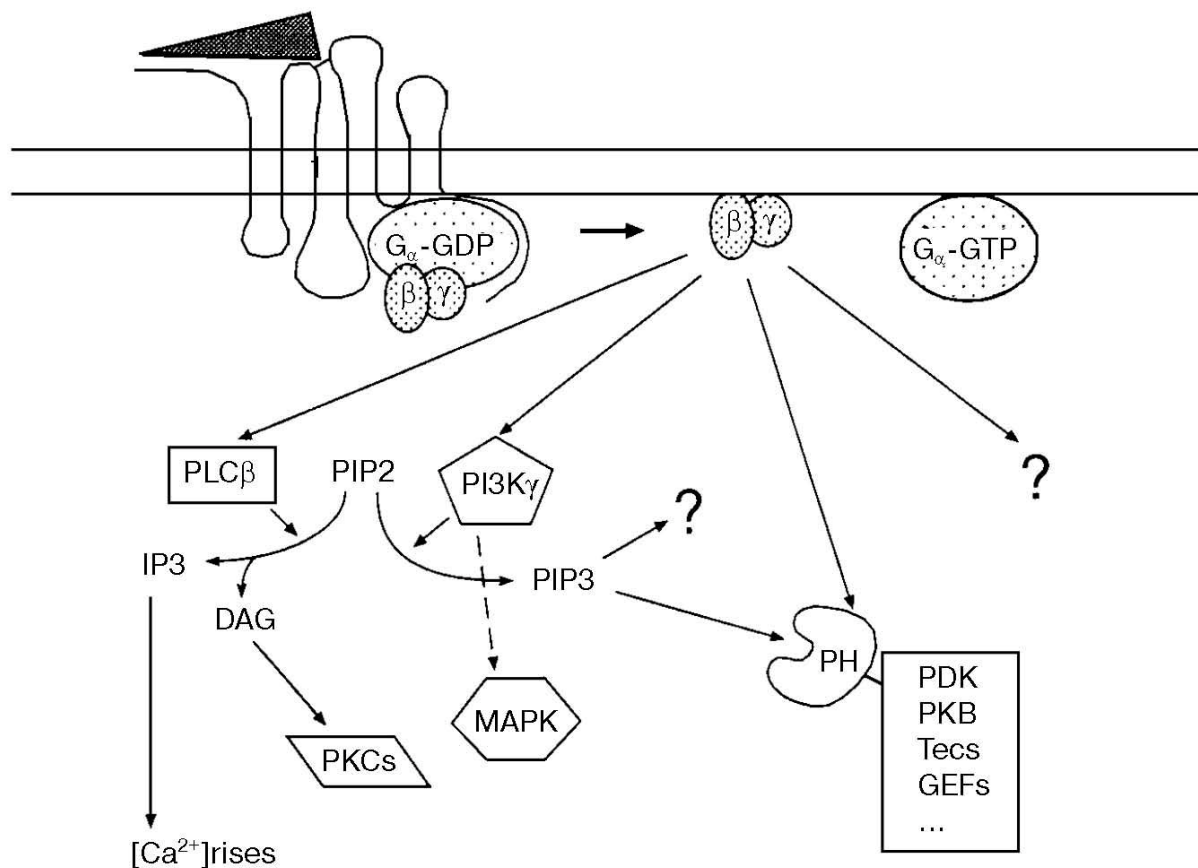 Gα-GDP
β γ
β γ
Gα-GTP
PLCβ
PIP2
PI3Kγ
?
?
IP3
DAG
PIP3
PH
PKCs
MAPK
PDK
PKB
Tecs
GEFs
...
[Ca²⁺]rises